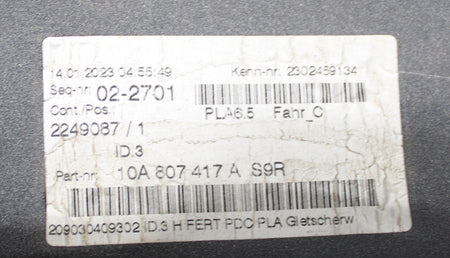 14.01.2023 04:56:49 Kenn-nr: 2302459134
Seq-nr: 02-2701
Cont./Pos.: PLA6.5 Fahr_C
2249087 / 1
ID.3
Part-nr: 10A 807 417 A S9R
209030409302 ID.3 H FERT PDC PLA Gletscherw